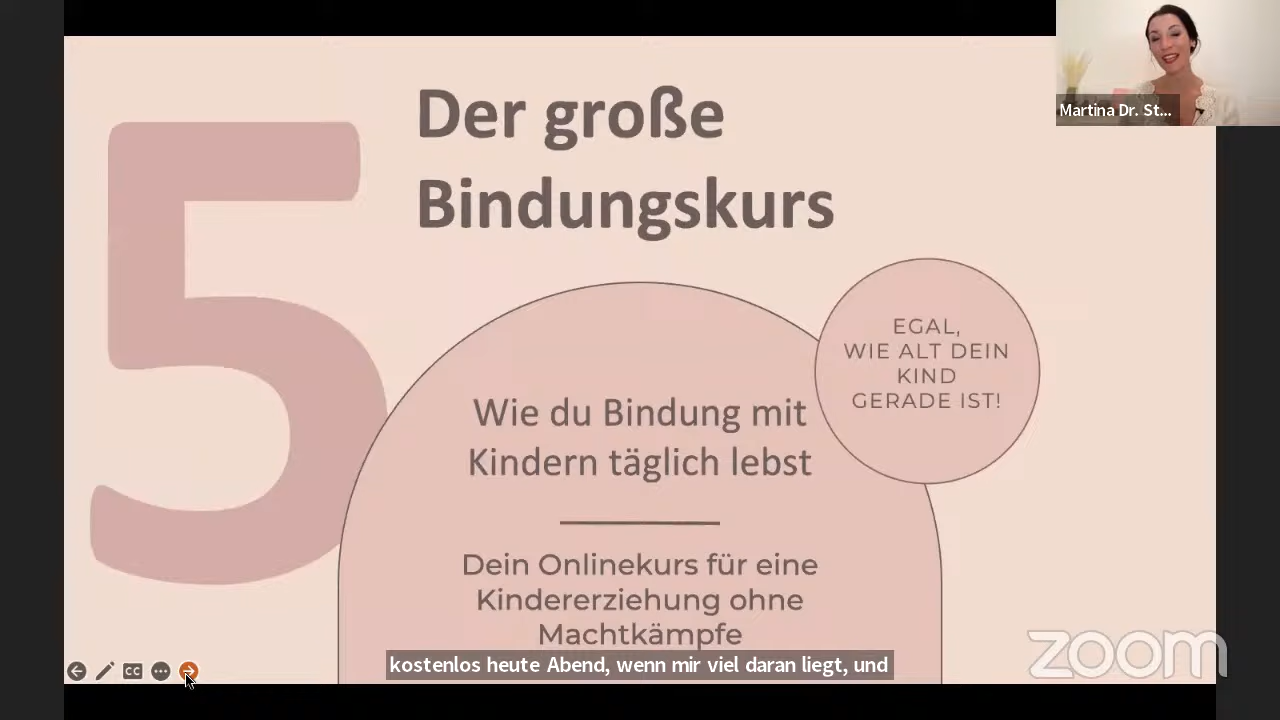 Martina Dr. St...
5
Der große
Bindungskurs
EGAL,
WIE ALT DEIN
KIND
GERADE IST!
Wie du Bindung mit
Kindern täglich lebst
Dein Onlinekurs für eine
Kindererziehung ohne
Machtkämpfe
kostenlos heute Abend, wenn mir viel daran liegt, und
CC
zoom